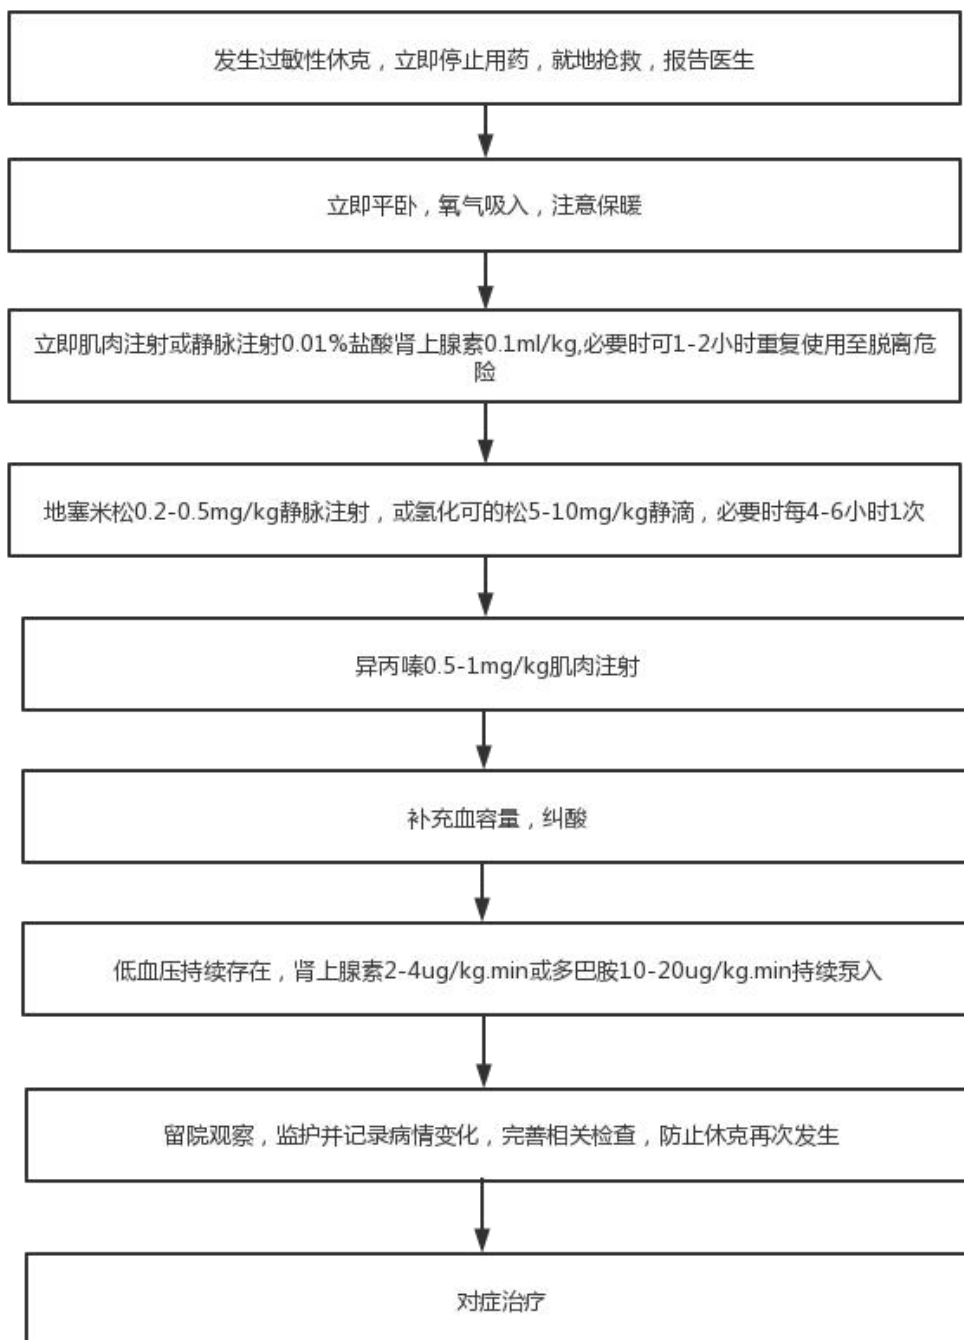 发生过敏性休克，立即停止用药，就地抢救，报告医生
立即平卧，氧气吸入，注意保暖
立即肌肉注射或静脉注射0.01%盐酸肾上腺素0.1ml/kg,必要时可1-2小时重复使用至脱离危
险
地塞米松0.2-0.5mg/kg静脉注射，或氢化可的松5-10mg/kg静滴，必要时每4-6小时1次
异丙嗪0.5-1mg/kg肌肉注射
补充血容量，纠酸
低血压持续存在，肾上腺素2-4ug/kg.min或多巴胺10-20ug/kg.min持续泵入
留院观察，监护并记录病情变化，完善相关检查，防止休克再次发生
对症治疗